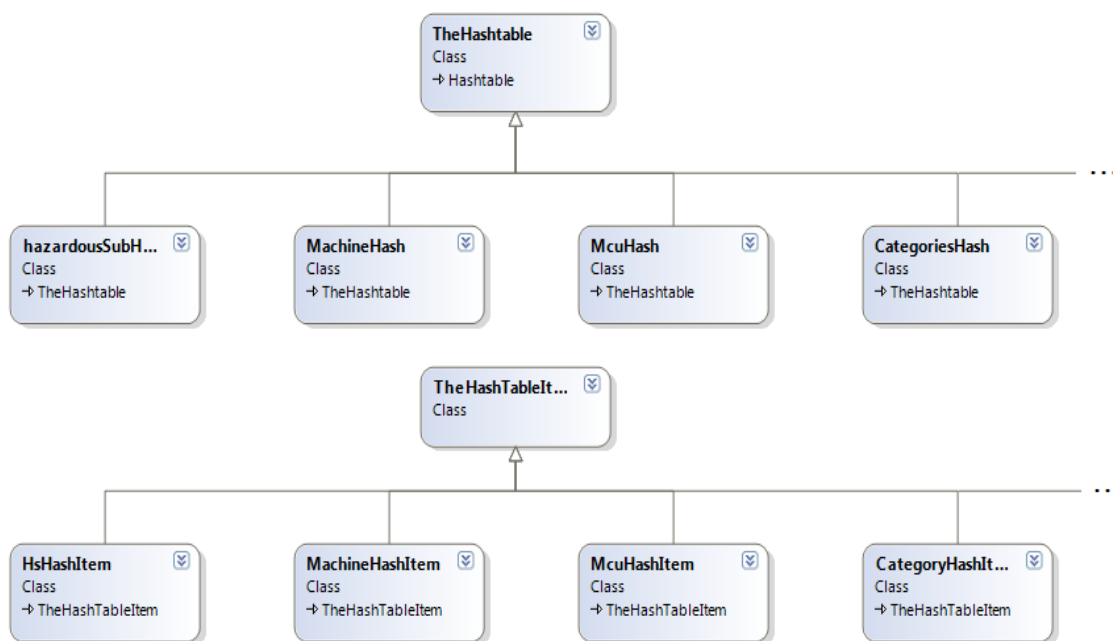 TheHashtable
Class
Hashtable
...
hazardousSubH...
Class
TheHashtable
MachineHash
Class
TheHashtable
McuHash
Class
TheHashtable
CategoriesHash
Class
TheHashtable
TheHashTableIt...
Class
...
HsHashItem
Class
TheHashTableItem
MachineHashItem
Class
TheHashTableItem
McuHashItem
Class
TheHashTableItem
CategoryHashIt...
Class
TheHashTableItem